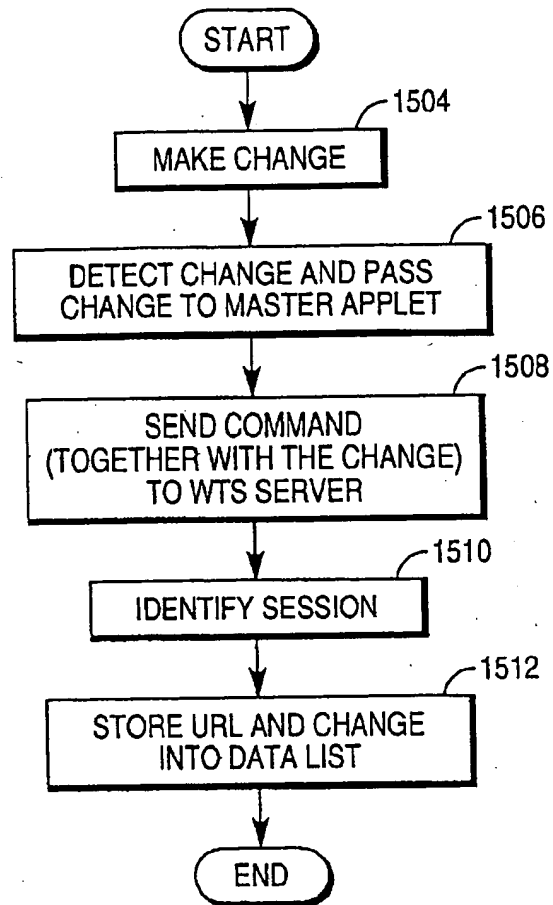 START
1504
MAKE CHANGE
1506
DETECT CHANGE AND PASS
CHANGE TO MASTER APPLET
1508
SEND COMMAND
(TOGETHER WITH THE CHANGE)
TO WTS SERVER
1510
IDENTIFY SESSION
1512
STORE URL AND CHANGE
INTO DATA LIST
END